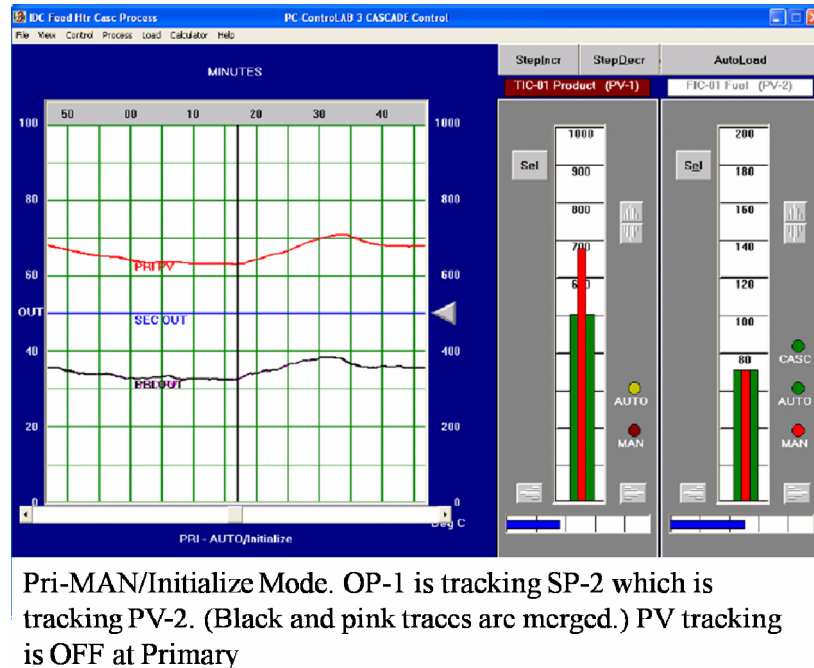 IDC Feed Htr Casc Process PC-ControLAB 3 CASCADE Control
File View Control Process Load Calculator Help
StepIncr StepDecr AutoLoad
MINUTES
TIC-01 Product (PV-1) FIC-01 Fuel (PV-2)
50 00 10 20 30 40
100 1000
80 800
60 600
OUT
40 400
20 200
0 0
Deg C
PRI PV
SEC OUT
PRI OUT
PRI - AUTO/Initialize
Sel
1000
900
800
700
6 0
AUTO
MAN
Sel
200
180
160
140
120
100
80
CASC
AUTO
MAN
Pri-MAN/Initialize Mode. OP-1 is tracking SP-2 which is
tracking PV-2. (Black and pink traces are merged.) PV tracking
is OFF at Primary